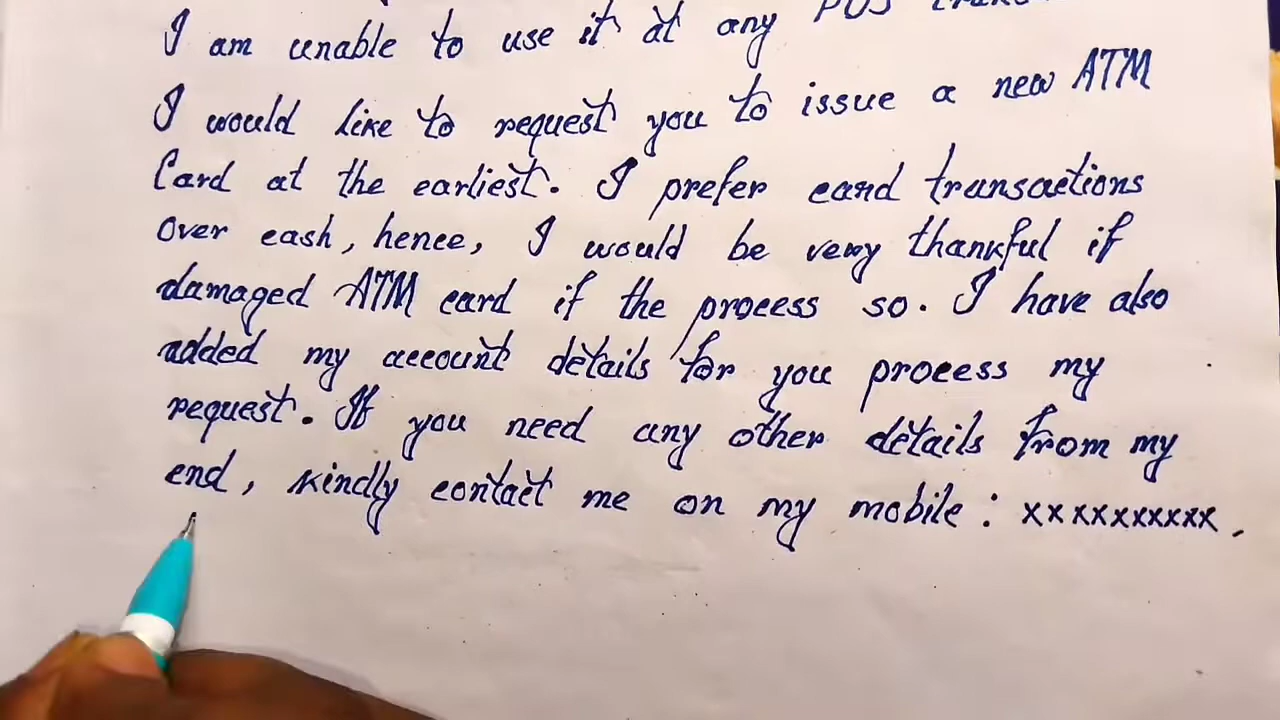 I am unable to use it at any POS
I would like to request you to issue a new ATM
Card at the earliest. I prefer card transactions
over cash, hence, I would be very thankful if
damaged ATM card if the process so. I have also
added my account details for you process my
request. If you need any other details from my
end, kindly contact me on my mobile : xxxxxxxxxx.